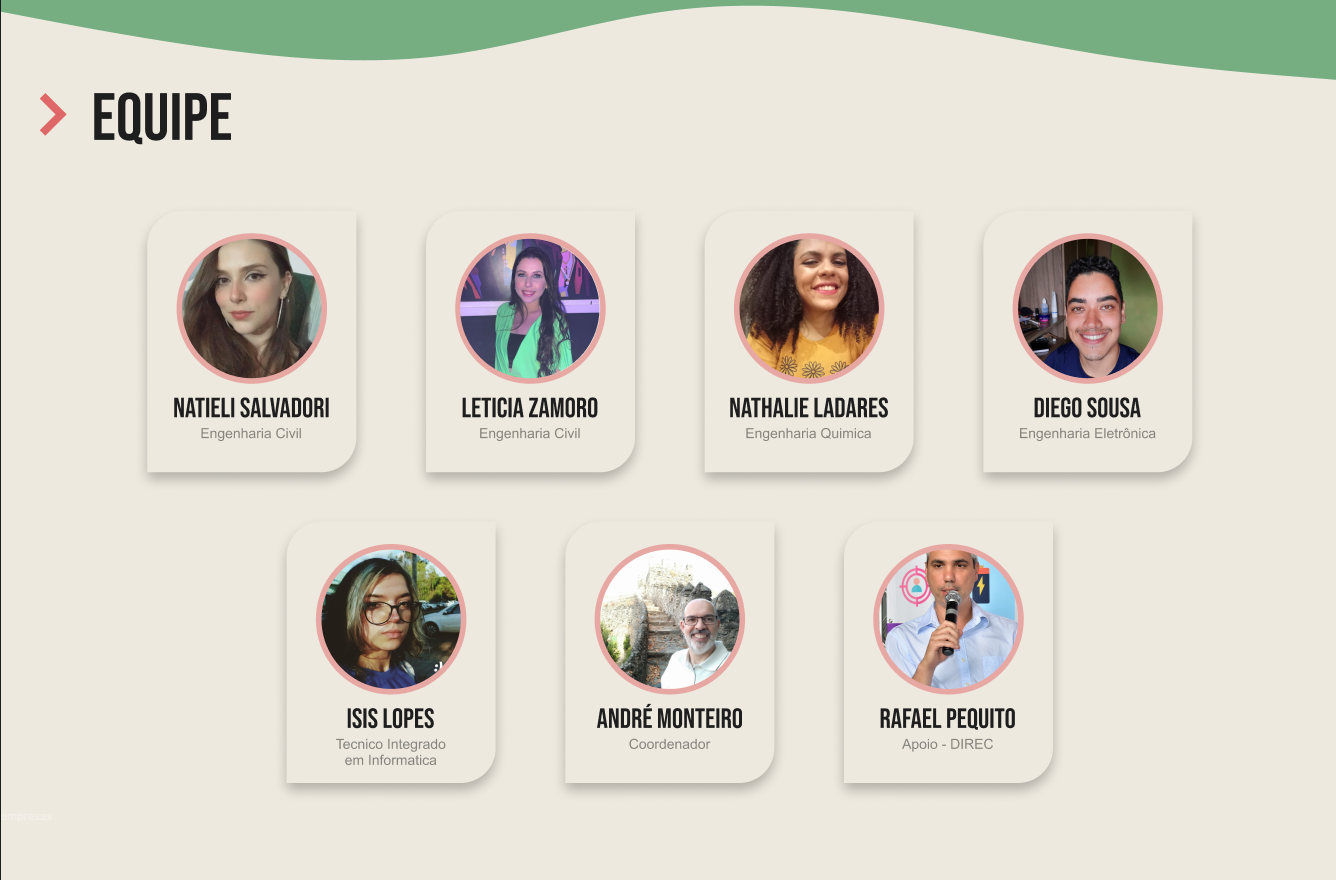 EQUIPE
NATIELI SALVADORI
Engenharia Civil
LETICIA ZAMORO
Engenharia Civil
NATHALIE LADARES
Engenharia Quimica
DIEGO SOUSA
Engenharia Eletrônica
ISIS LOPES
Tecnico Integrado
em Informatica
ANDRÉ MONTEIRO
Coordenador
RAFAEL PEQUITO
Apoio - DIREC